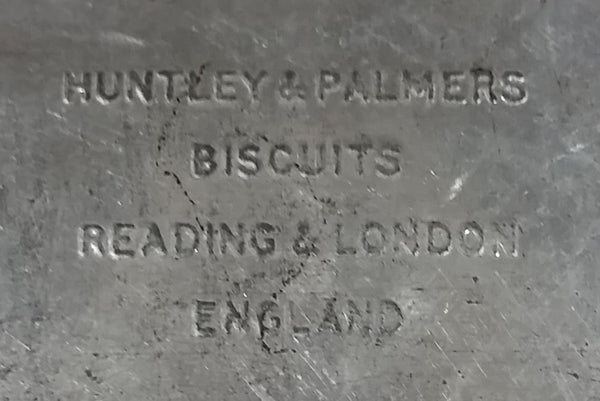 HUNTLEY & PALMERS
BISCUITS
READING & LONDON
ENGLAND